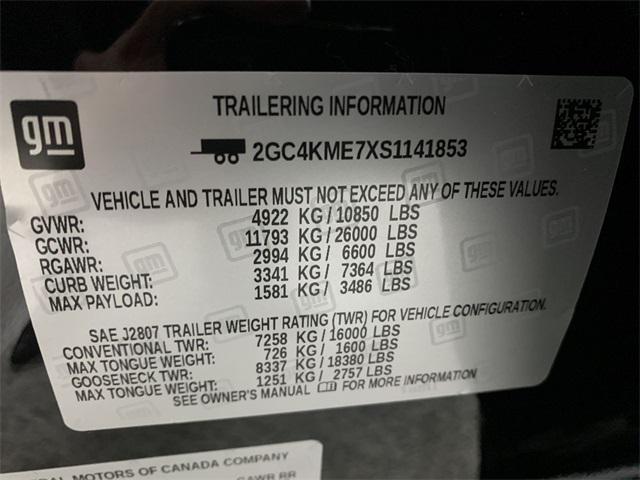 gm
TRAILERING INFORMATION
2GC4KME7XS1141853
VEHICLE AND TRAILER MUST NOT EXCEED ANY OF THESE VALUES.
GVWR: 4922 KG/10850 LBS
GCWR: 11793 KG/26000 LBS
RGAWR: 2994 KG/ 6600 LBS
CURB WEIGHT: 3341 KG/ 7364 LBS
MAX PAYLOAD: 1581 KG/ 3486 LBS
SAE J2807 TRAILER WEIGHT RATING (TWR) FOR VEHICLE CONFIGURATION.
CONVENTIONAL TWR: 7258 KG/16000 LBS
MAX TONGUE WEIGHT: 726 KG/ 1600 LBS
GOOSENECK TWR: 8337 KG/18380 LBS
MAX TONGUE WEIGHT: 1251 KG/ 2757 LBS
SEE OWNER'S MANUAL FOR MORE INFORMATION
MOTORS OF CANADA COMPANY
GAWR RR